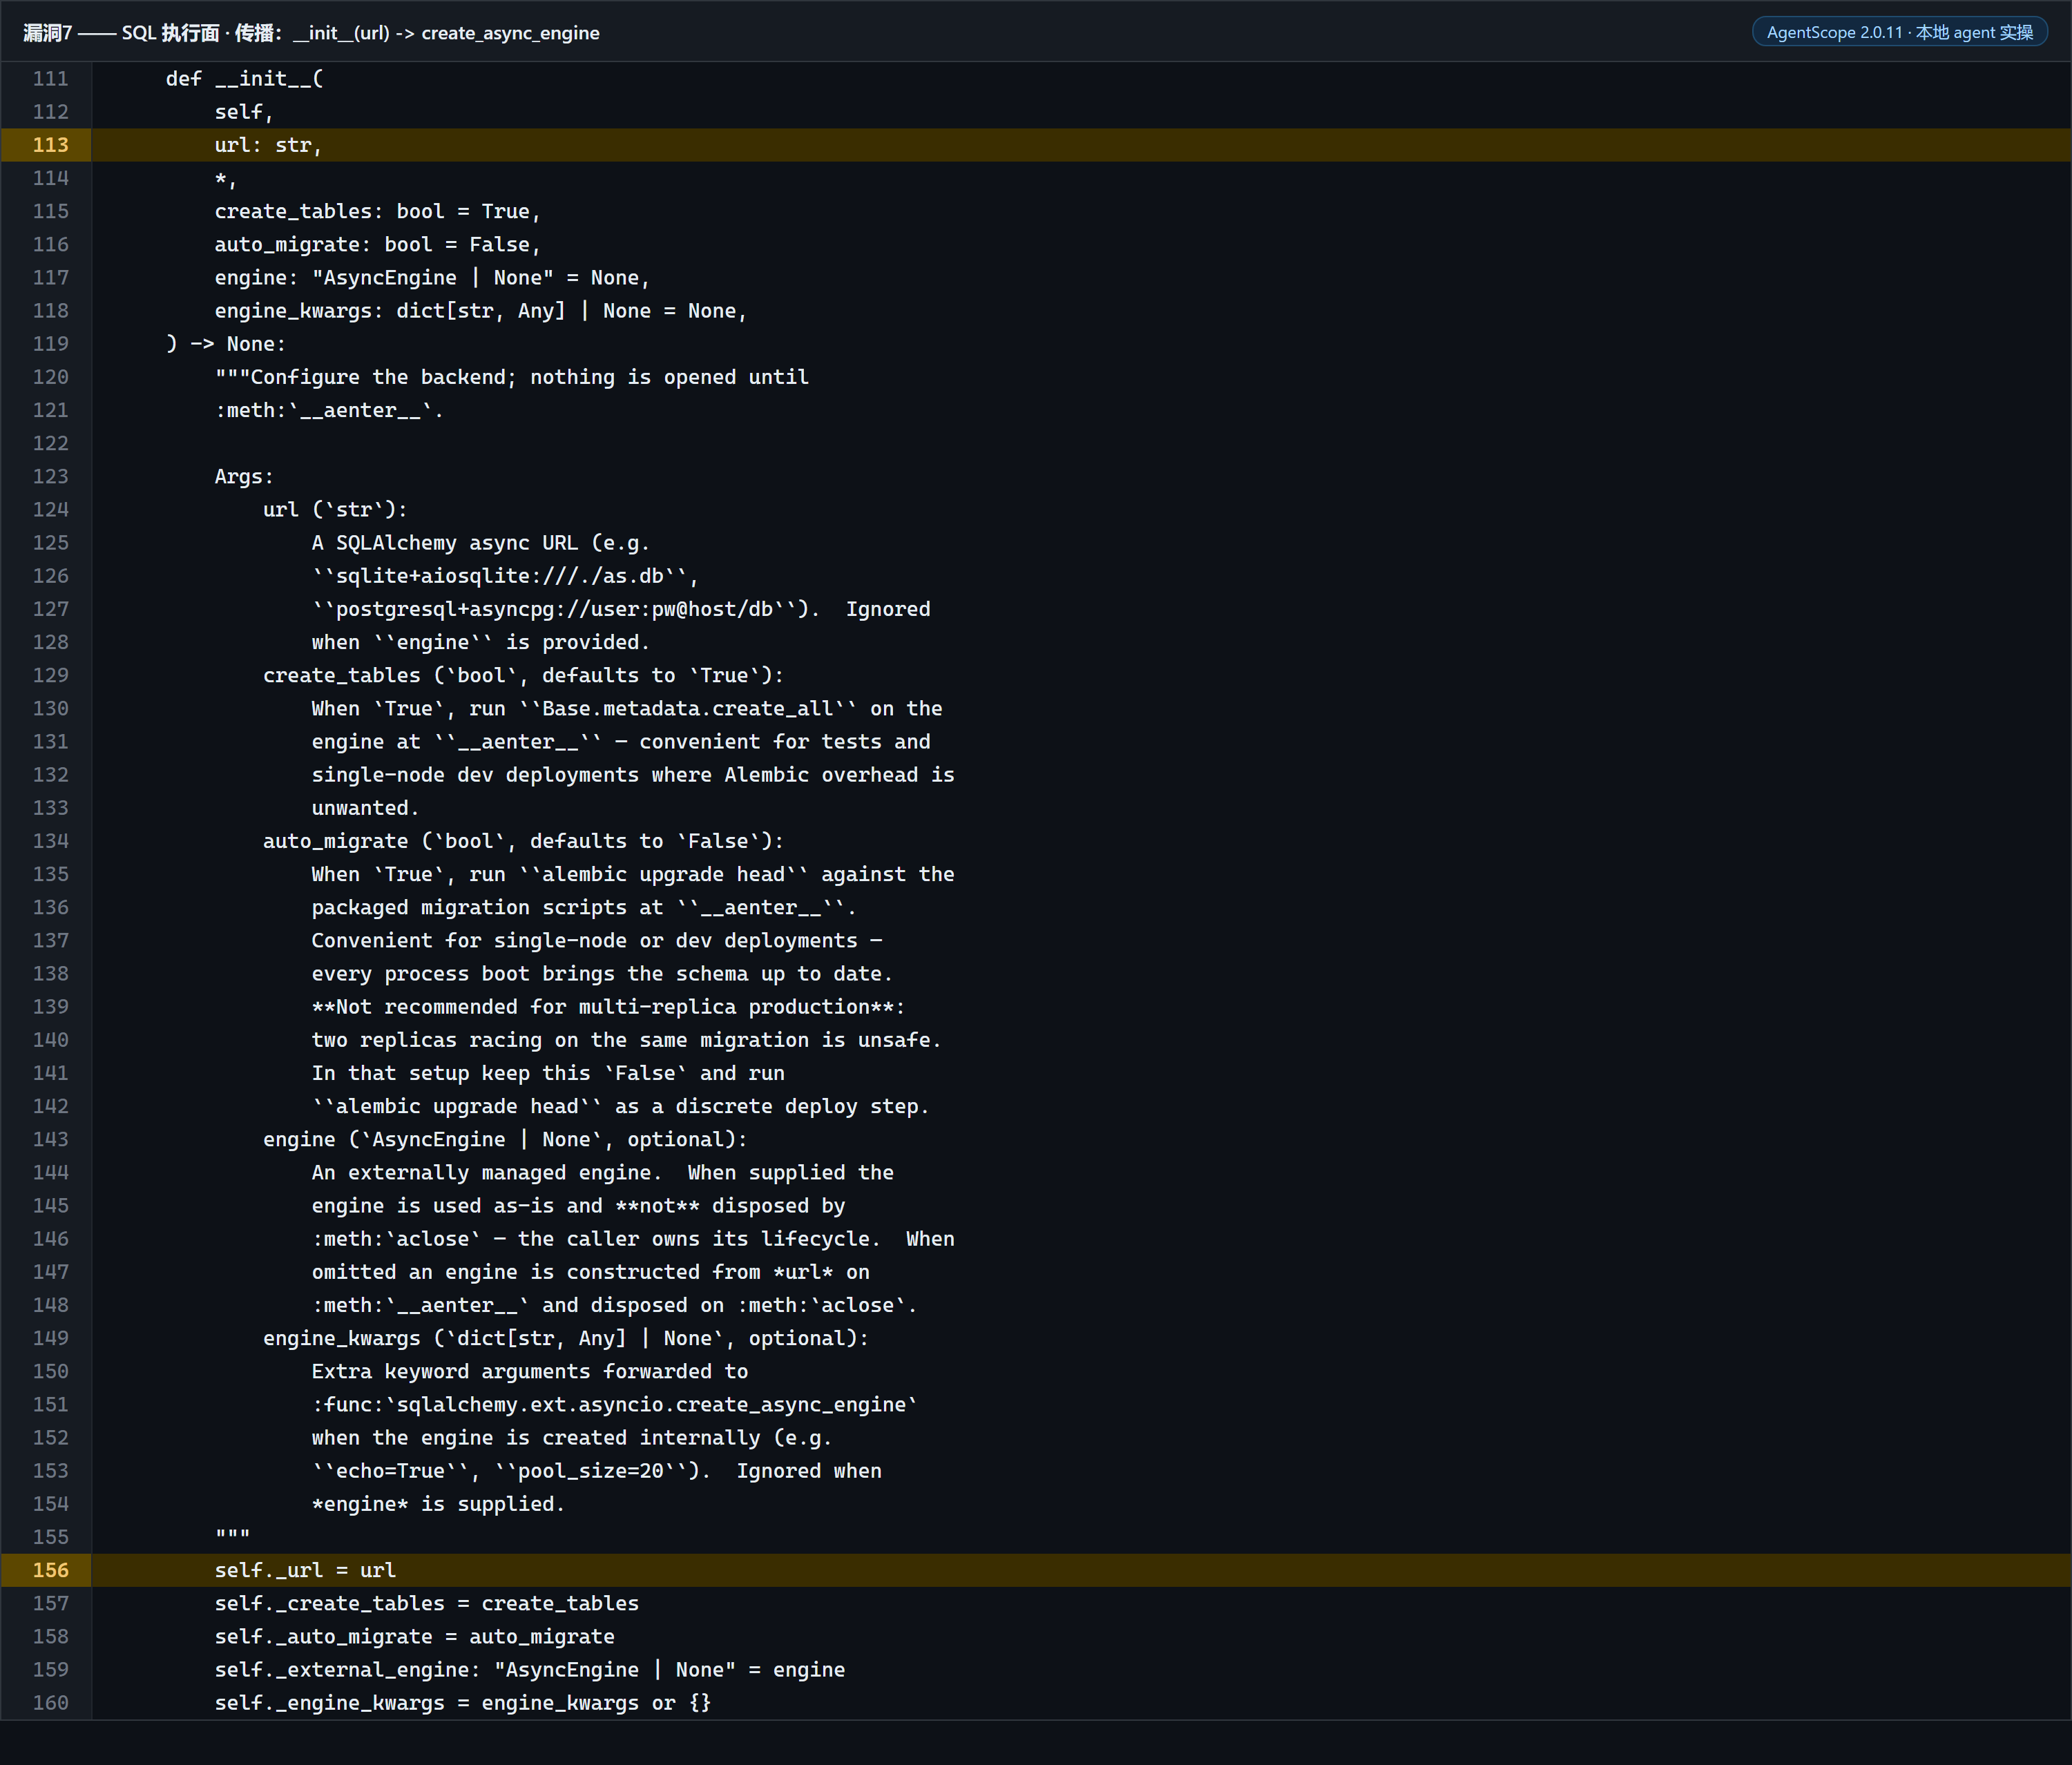 漏洞7 —— SQL 执行面 · 传播：__init__(url) -> create_async_engine
AgentScope 2.0.11 · 本地 agent 实操
111 def __init__(
112 self,
113 url: str,
114 *,
115 create_tables: bool = True,
116 auto_migrate: bool = False,
117 engine: "AsyncEngine | None" = None,
118 engine_kwargs: dict[str, Any] | None = None,
119 ) -> None:
120 """Configure the backend; nothing is opened until
121 :meth:`__aenter__`.
122
123 Args:
124 url (`str`):
125 A SQLAlchemy async URL (e.g.
126 ``sqlite+aiosqlite:///./as.db``,
127 ``postgresql+asyncpg://user:pw@host/db``).  Ignored
128 when ``engine`` is provided.
129 create_tables (`bool`, defaults to `True`):
130 When `True`, run ``Base.metadata.create_all`` on the
131 engine at ``__aenter__`` — convenient for tests and
132 single-node dev deployments where Alembic overhead is
133 unwanted.
134 auto_migrate (`bool`, defaults to `False`):
135 When `True`, run ``alembic upgrade head`` against the
136 packaged migration scripts at ``__aenter__``.
137 Convenient for single-node or dev deployments —
138 every process boot brings the schema up to date.
139 **Not recommended for multi-replica production**:
140 two replicas racing on the same migration is unsafe.
141 In that setup keep this `False` and run
142 ``alembic upgrade head`` as a discrete deploy step.
143 engine (`AsyncEngine | None`, optional):
144 An externally managed engine.  When supplied the
145 engine is used as-is and **not** disposed by
146 :meth:`aclose` — the caller owns its lifecycle.  When
147 omitted an engine is constructed from *url* on
148 :meth:`__aenter__` and disposed on :meth:`aclose`.
149 engine_kwargs (`dict[str, Any] | None`, optional):
150 Extra keyword arguments forwarded to
151 :func:`sqlalchemy.ext.asyncio.create_async_engine`
152 when the engine is created internally (e.g.
153 ``echo=True``, ``pool_size=20``).  Ignored when
154 *engine* is supplied.
155 """
156 self._url = url
157 self._create_tables = create_tables
158 self._auto_migrate = auto_migrate
159 self._external_engine: "AsyncEngine | None" = engine
160 self._engine_kwargs = engine_kwargs or {}